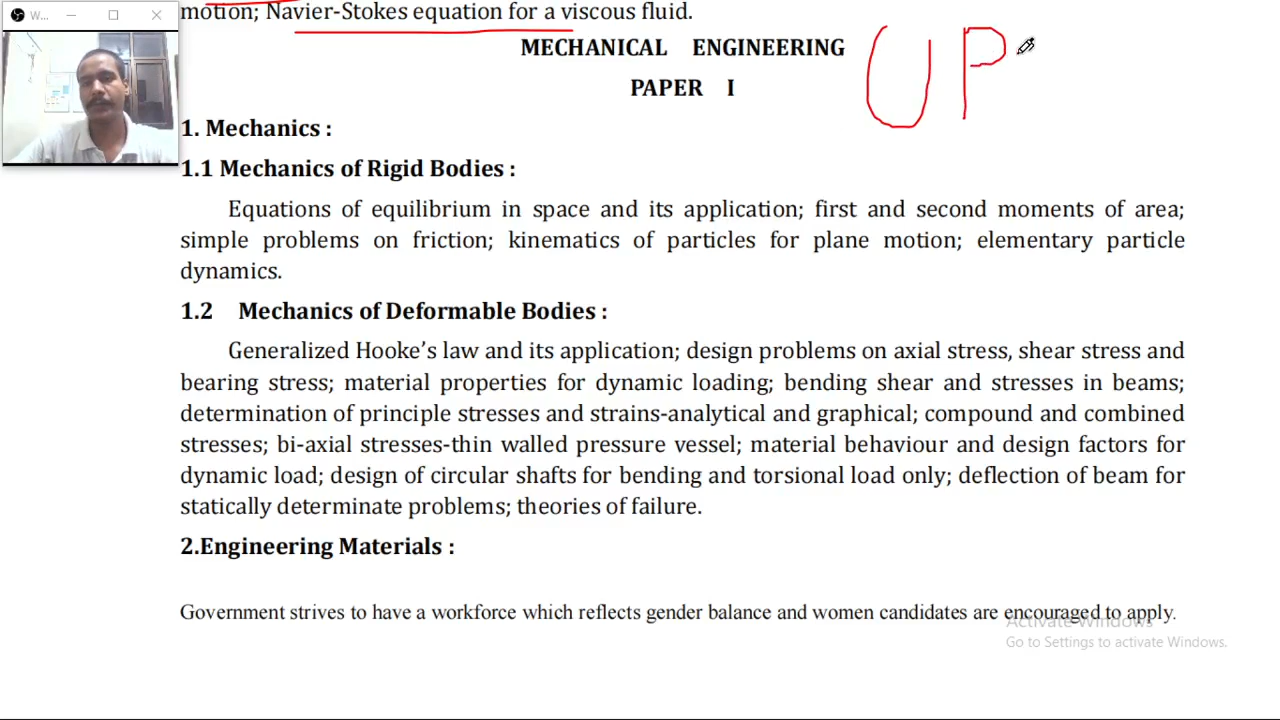 W...
motion; Navier-Stokes equation for a viscous fluid.
MECHANICAL ENGINEERING
UP
PAPER I
1. Mechanics :
1.1 Mechanics of Rigid Bodies :
Equations of equilibrium in space and its application; first and second moments of area;
simple problems on friction; kinematics of particles for plane motion; elementary particle
dynamics.
1.2 Mechanics of Deformable Bodies :
Generalized Hooke’s law and its application; design problems on axial stress, shear stress and
bearing stress; material properties for dynamic loading; bending shear and stresses in beams;
determination of principle stresses and strains-analytical and graphical; compound and combined
stresses; bi-axial stresses-thin walled pressure vessel; material behaviour and design factors for
dynamic load; design of circular shafts for bending and torsional load only; deflection of beam for
statically determinate problems; theories of failure.
2.Engineering Materials :
Government strives to have a workforce which reflects gender balance and women candidates are encouraged to apply.
Activate Windows
Go to Settings to activate Windows.